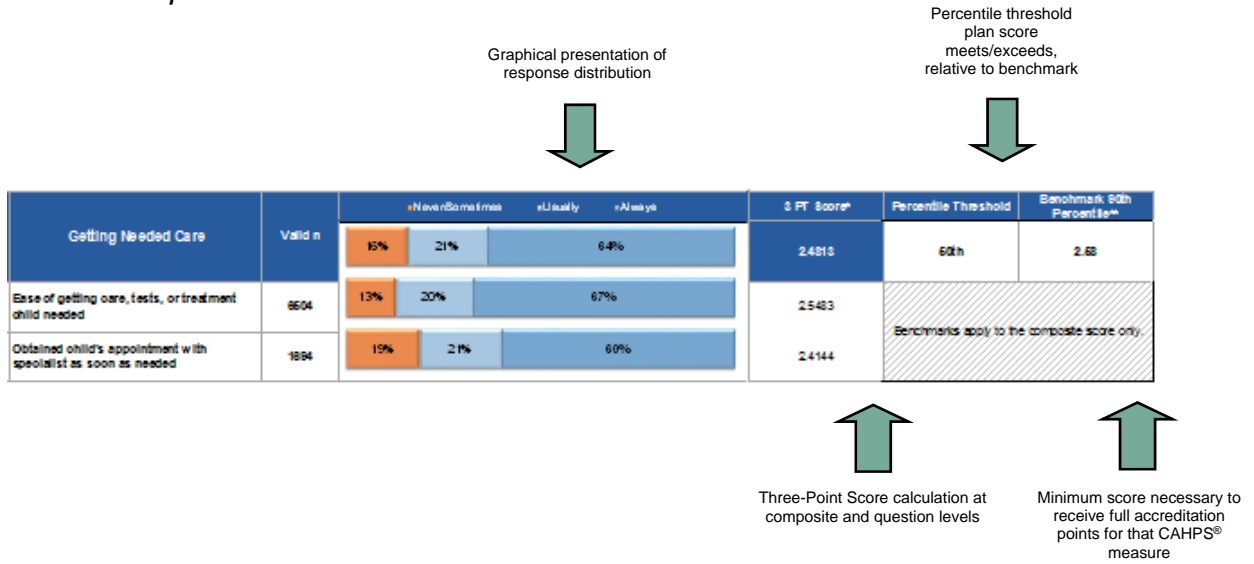 Percentile threshold
plan score
meets/exceeds,
relative to benchmark
Graphical presentation of
response distribution
Getting Needed Care
Valid n
Never/Sometimes Usually Always
3 PT Score*
Percentile Threshold
Benchmark 90th
Percentile**
16% 21% 64%
2.4813
50th
Ease of getting care, tests, or treatment
child needed
13% 20% 67%
2.5483
Benchmarks apply to the composite score only.
Obtained child's appointment with
specialist as soon as needed
19% 21% 60%
2.4144
Three-Point Score calculation at
composite and question levels
Minimum score necessary to
receive full accreditation
points for that CAHPS®
measure